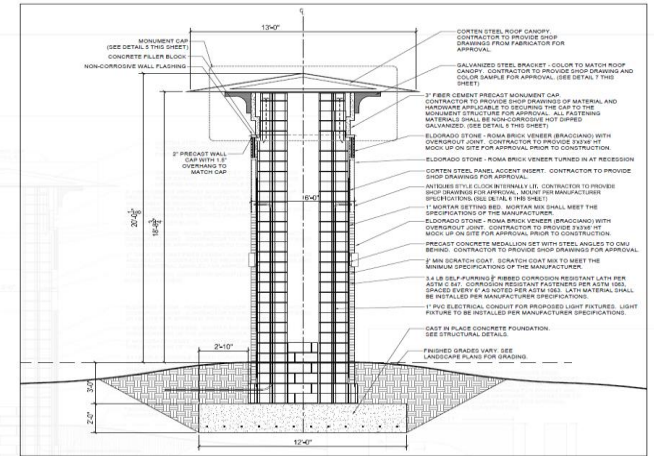 ℄
13'-0"
MONUMENT CAP
(SEE DETAIL 5 THIS SHEET)
CONCRETE FILLER BLOCK
NON-CORROSIVE WALL FLASHING
2" PRECAST WALL
CAP WITH 1.5"
OVERHANG TO
MATCH CAP
6'-0"
2'-10"
3'-0"
2'-0"
12'-0"
CORTEN STEEL ROOF CANOPY.
CONTRACTOR TO PROVIDE SHOP
DRAWINGS FROM FABRICATOR FOR
APPROVAL.
GALVANIZED STEEL BRACKET - COLOR TO MATCH ROOF
CANOPY. CONTRACTOR TO PROVIDE SHOP DRAWING AND
COLOR SAMPLE FOR APPROVAL. (SEE DETAIL 7 THIS
SHEET)
3" FIBER CEMENT PRECAST MONUMENT CAP.
CONTRACTOR TO PROVIDE SHOP DRAWINGS OF MATERIAL AND
HARDWARE APPLICABLE TO SECURING THE CAP TO THE
MONUMENT STRUCTURE FOR APPROVAL. ALL FASTENING
MATERIALS SHALL BE NON-CORROSIVE HOT DIPPED
GALVANIZED. (SEE DETAIL 5 THIS SHEET)
ELDORADO STONE - ROMA BRICK VENEER (BRACCIANO) WITH
OVERGROUT JOINT. CONTRACTOR TO PROVIDE 3'x3'x6' HT
MOCK UP ON SITE FOR APPROVAL PRIOR TO CONSTRUCTION.
ELDORADO STONE - ROMA BRICK VENEER TURNED IN AT RECESSION
CORTEN STEEL PANEL ACCENT INSERT. CONTRACTOR TO PROVIDE
SHOP DRAWINGS FOR APPROVAL.
ANTIQUES STYLE CLOCK INTERNALLY LIT. CONTRACTOR TO PROVIDE
SHOP DRAWINGS FOR APPROVAL. MOUNT PER MANUFACTURER
SPECIFICATIONS. (SEE DETAIL 6 THIS SHEET)
1" MORTAR SETTING BED. MORTAR MIX SHALL MEET THE
SPECIFICATIONS OF THE MANUFACTURER.
ELDORADO STONE - ROMA BRICK VENEER (BRACCIANO) WITH
OVERGROUT JOINT. CONTRACTOR TO PROVIDE 3'x3'x6' HT
MOCK UP ON SITE FOR APPROVAL PRIOR TO CONSTRUCTION.
PRECAST CONCRETE MEDALLION SET WITH STEEL ANGLES TO CMU
BEHIND. CONTRACTOR TO PROVIDE SHOP DRAWINGS FOR APPROVAL.
MIN SCRATCH COAT. SCRATCH COAT MIX TO MEET THE
MINIMUM SPECIFICATIONS OF THE MANUFACTURER.
3.4 LB SELF-FURRING RIBBED CORROSION RESISTANT LATH PER
ASTM C 847. CORROSION RESISTANT FASTENERS PER ASTM 1063,
SPACED EVERY 6" AS NOTED PER ASTM 1063. LATH MATERIAL SHALL
BE INSTALLED PER MANUFACTURER SPECIFICATIONS.
1" PVC ELECTRICAL CONDUIT FOR PROPOSED LIGHT FIXTURES. LIGHT
FIXTURE TO BE INSTALLED PER MANUFACTURER SPECIFICATIONS.
CAST IN PLACE CONCRETE FOUNDATION.
SEE STRUCTURAL DETAILS.
FINISHED GRADES VARY. SEE
LANDSCAPE PLANS FOR GRADING.